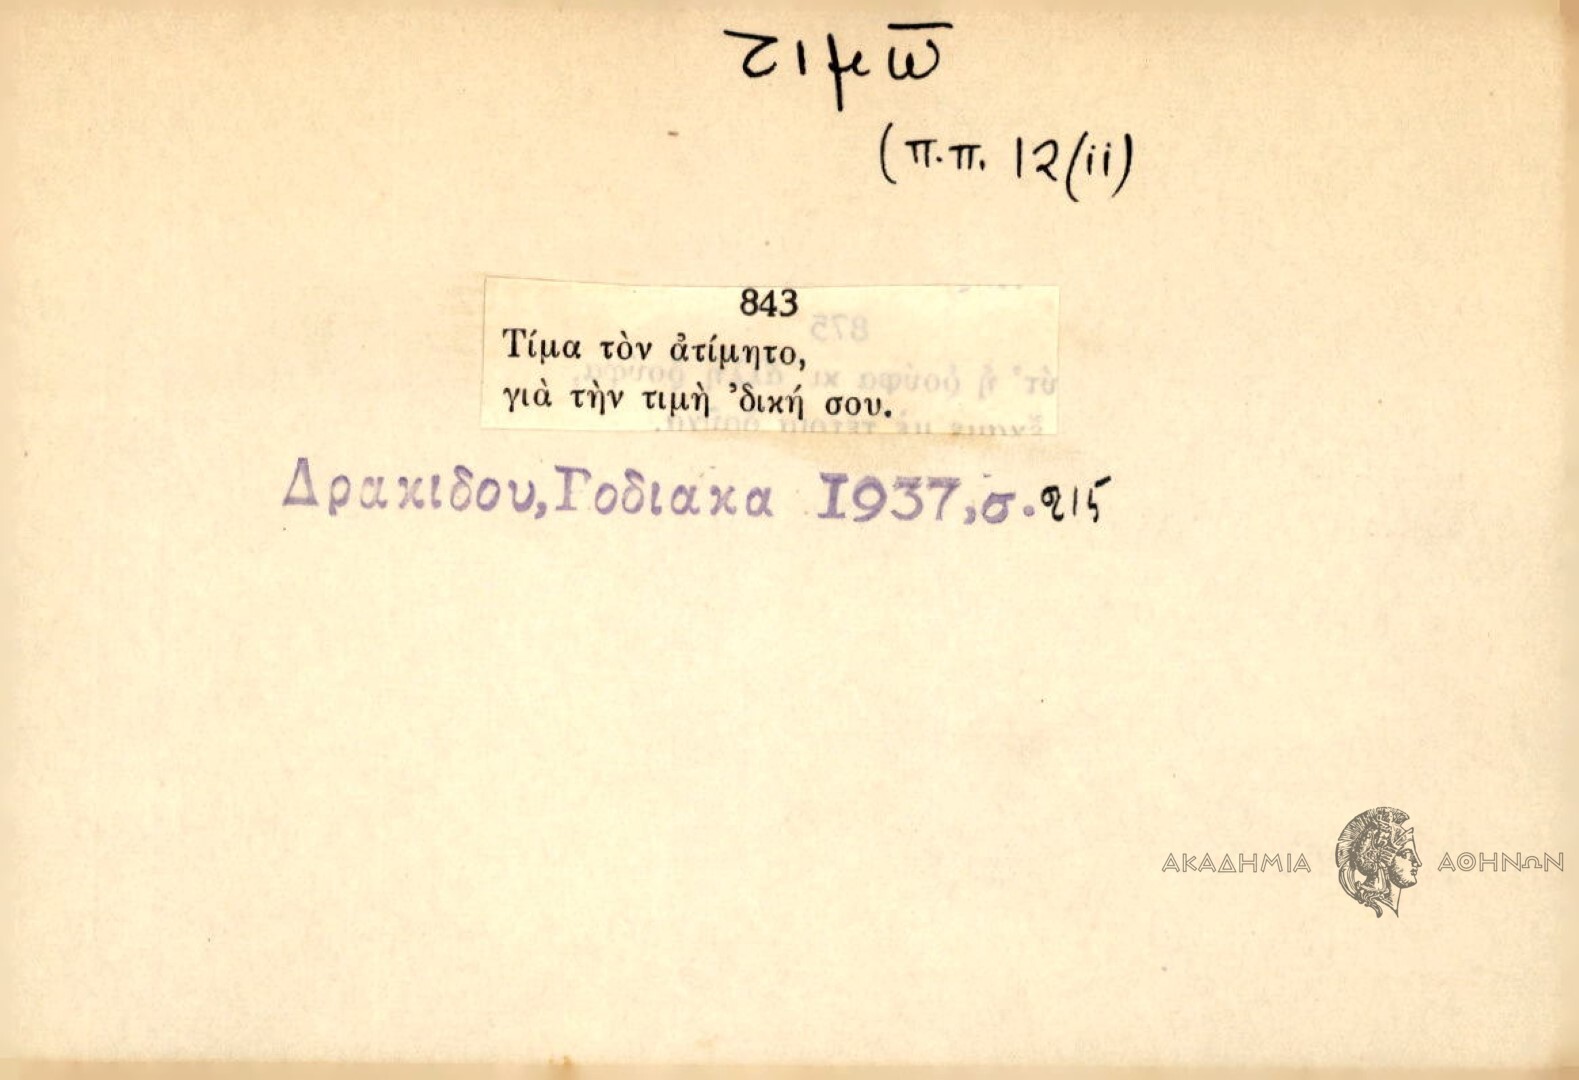 τιμῶ
(π.π. 12(ii)
843
Τίμα τὸν ἀτίμητο,
γιὰ τὴν τιμὴ ’δική σου.
Δρακιδου,Γοδιακα 1937,σ.215
ΑΚΑΔΗΜΙΑ ΑΘΗΝΩΝ